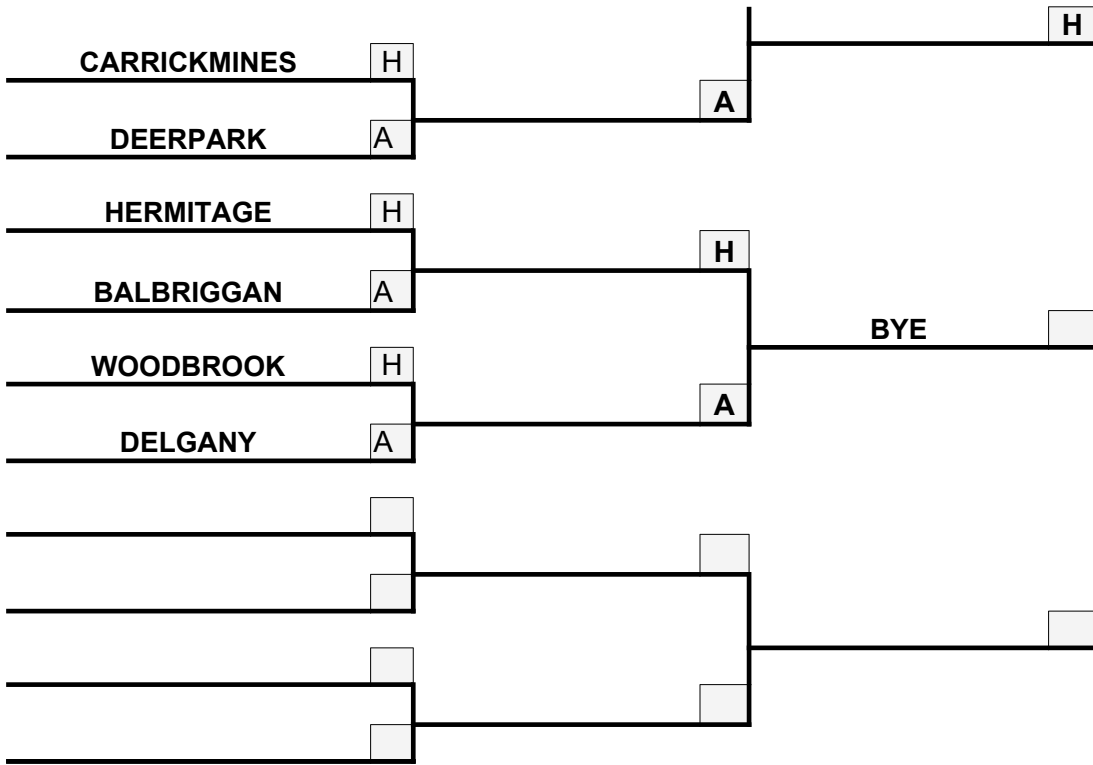 H
CARRICKMINES H
A
DEERPARK A
HERMITAGE H
H
BALBRIGGAN A
BYE
WOODBROOK H
A
DELGANY A